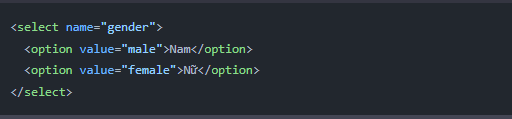 <select name="gender">
  <option value="male">Nam</option>
  <option value="female">Nữ</option>
</select>